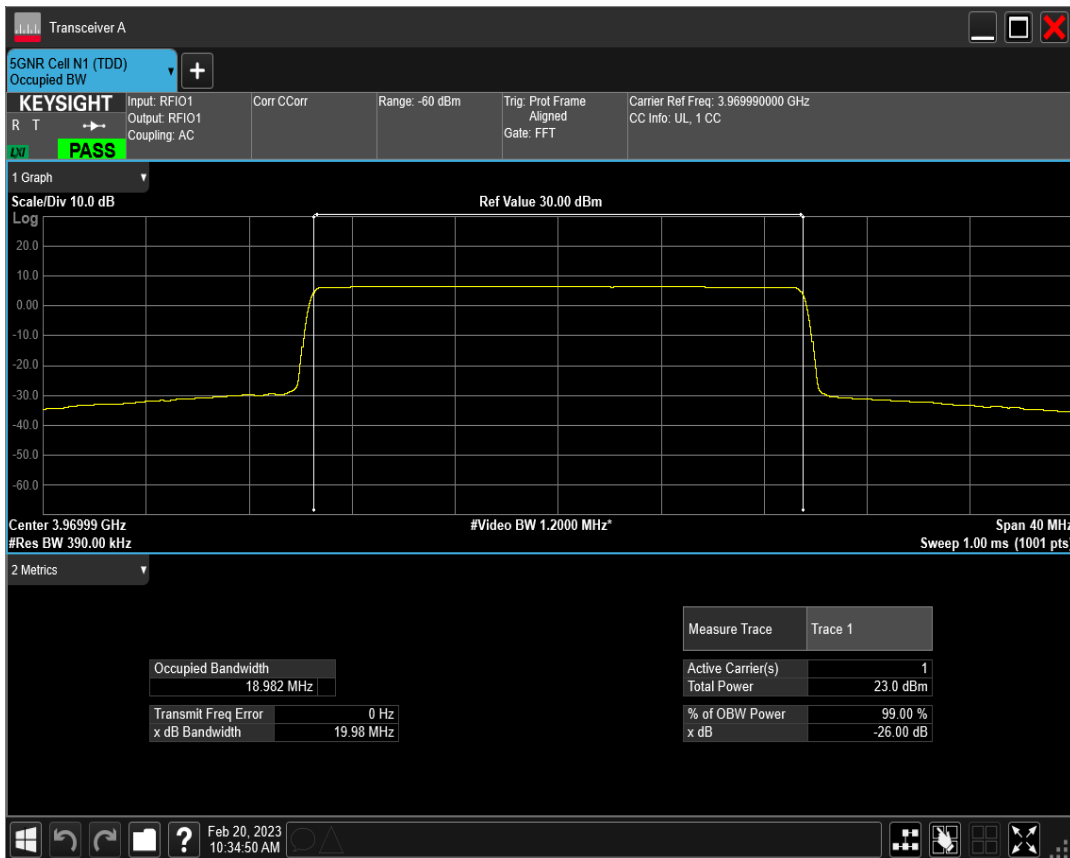 Transceiver A
5GNR Cell N1 (TDD)
Occupied BW
+
KEYSIGHT
R T
LXI
PASS
Input: RFIO1
Output: RFIO1
Coupling: AC
Corr CCorr
Range: -60 dBm
Trig: Prot Frame
Aligned
Gate: FFT
Carrier Ref Freq: 3.969990000 GHz
CC Info: UL, 1 CC
1 Graph
Scale/Div 10.0 dB
Ref Value 30.00 dBm
Log
20.0
10.0
0.00
-10.0
-20.0
-30.0
-40.0
-50.0
-60.0
Center 3.96999 GHz
#Video BW 1.2000 MHz*
Span 40 MHz
#Res BW 390.00 kHz
Sweep 1.00 ms (1001 pts)
2 Metrics
Measure Trace Trace 1
Occupied Bandwidth
18.982 MHz
Active Carrier(s) 1
Total Power 23.0 dBm
Transmit Freq Error 0 Hz
x dB Bandwidth 19.98 MHz
% of OBW Power 99.00 %
x dB -26.00 dB
?
Feb 20, 2023
10:34:50 AM